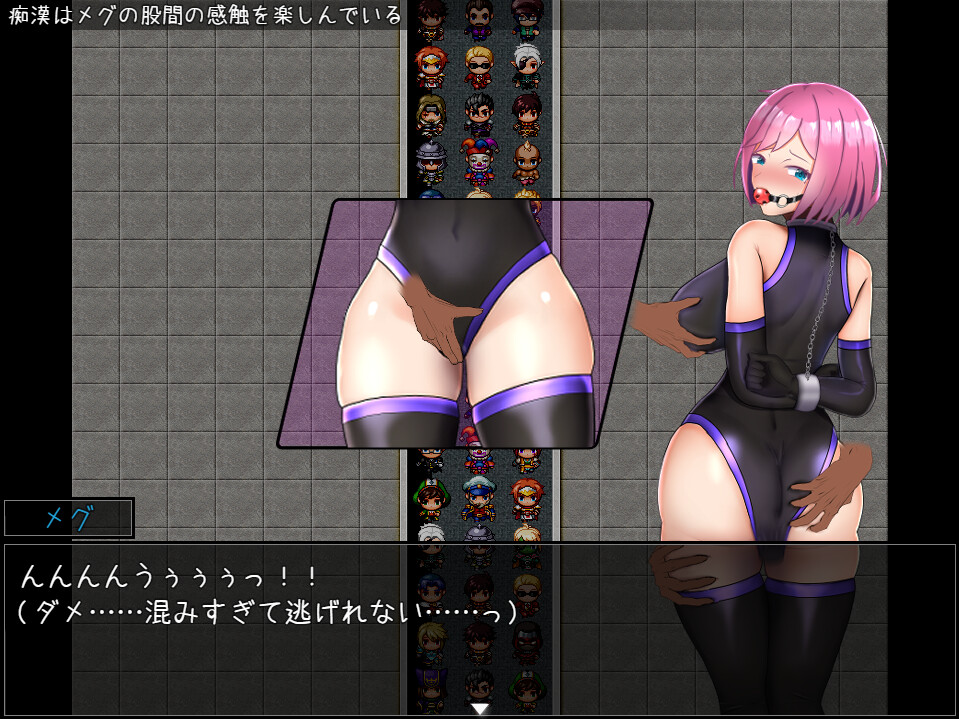 痴漢はメグの股間の感触を楽しんでいる
メグ
んんんんうぅぅぅっ！！
（ダメ……混みすぎて逃げれない……っ）